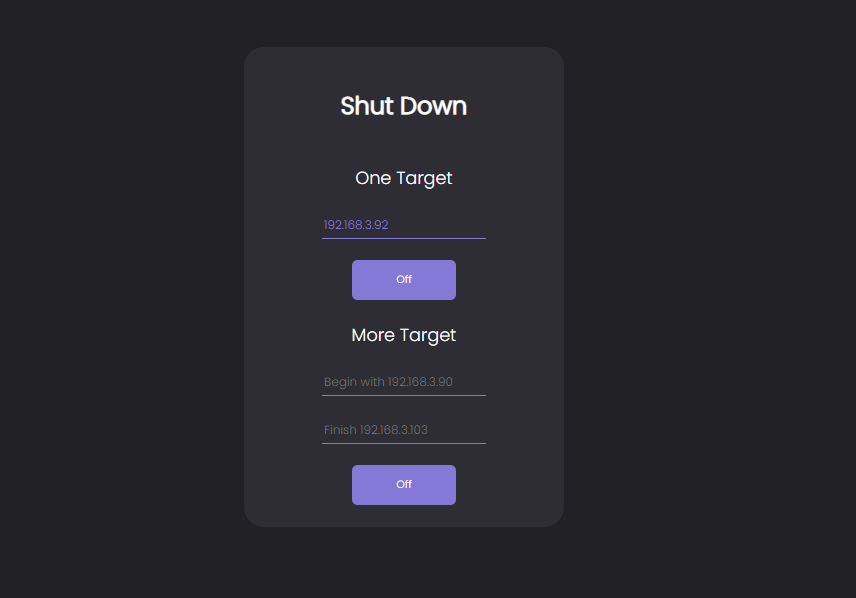 Shut Down
One Target
192.168.3.92
Off
More Target
Begin with 192.168.3.90
Finish 192.168.3.103
Off